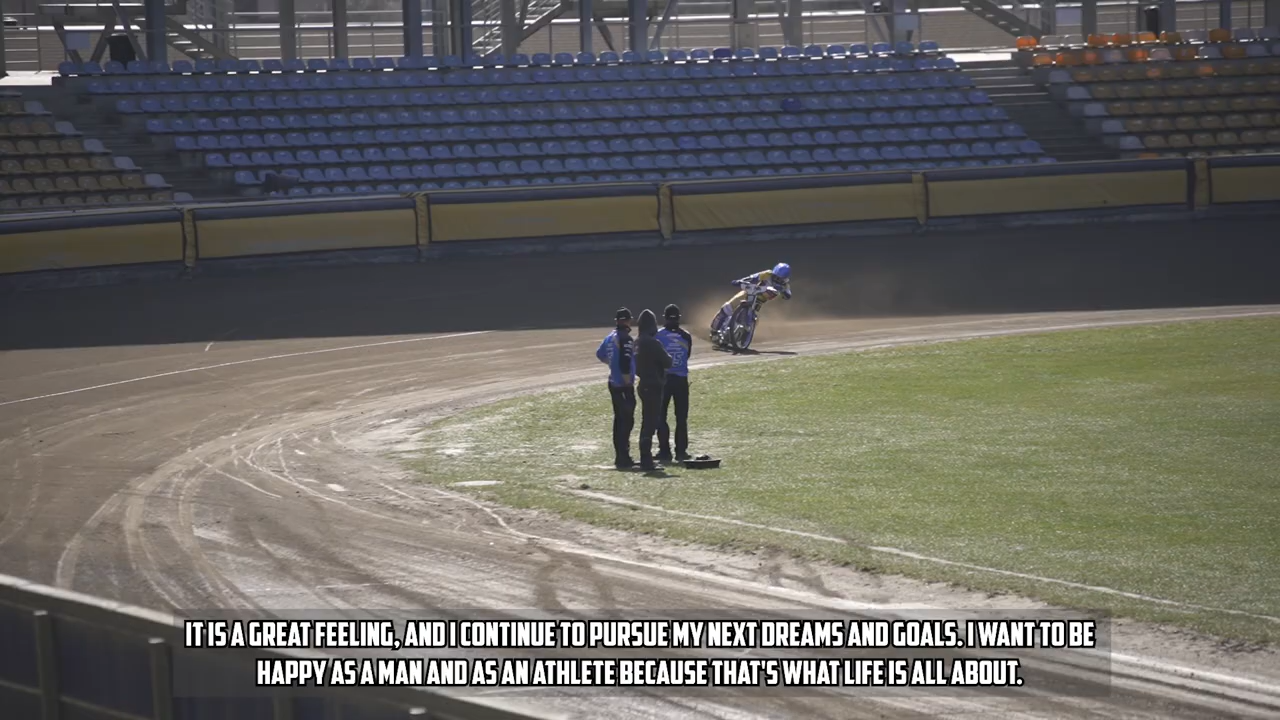 IT IS A GREAT FEELING, AND I CONTINUE TO PURSUE MY NEXT DREAMS AND GOALS. I WANT TO BE
HAPPY AS A MAN AND AS AN ATHLETE BECAUSE THAT'S WHAT LIFE IS ALL ABOUT.